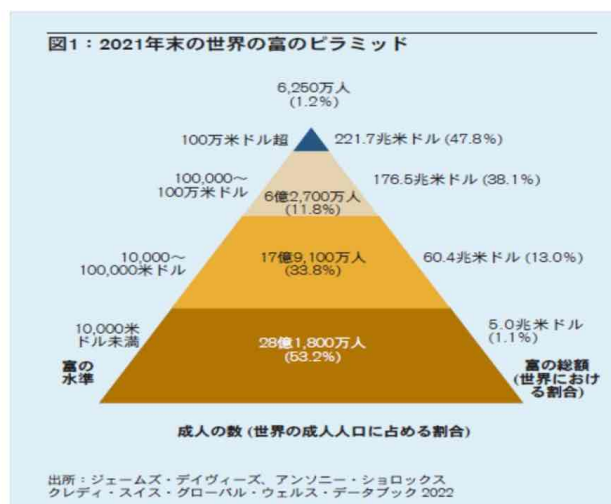 図1：2021年末の世界の富のピラミッド
6,250万人
(1.2%)
100万米ドル超
221.7兆米ドル (47.8%)
100,000～
100万米ドル
6億2,700万人
(11.8%)
176.5兆米ドル (38.1%)
10,000～
100,000米ドル
17億9,100万人
(33.8%)
60.4兆米ドル (13.0%)
10,000米
ドル未満
28億1,800万人
(53.2%)
5.0兆米ドル
(1.1%)
富の
水準
富の総額
(世界におけ
る割合)
成人の数 (世界の成人人口に占める割合)
出所：ジェームズ・デイヴィーズ、アンソニー・ショロックス
クレディ・スイス・グローバル・ウェルス・データブック 2022